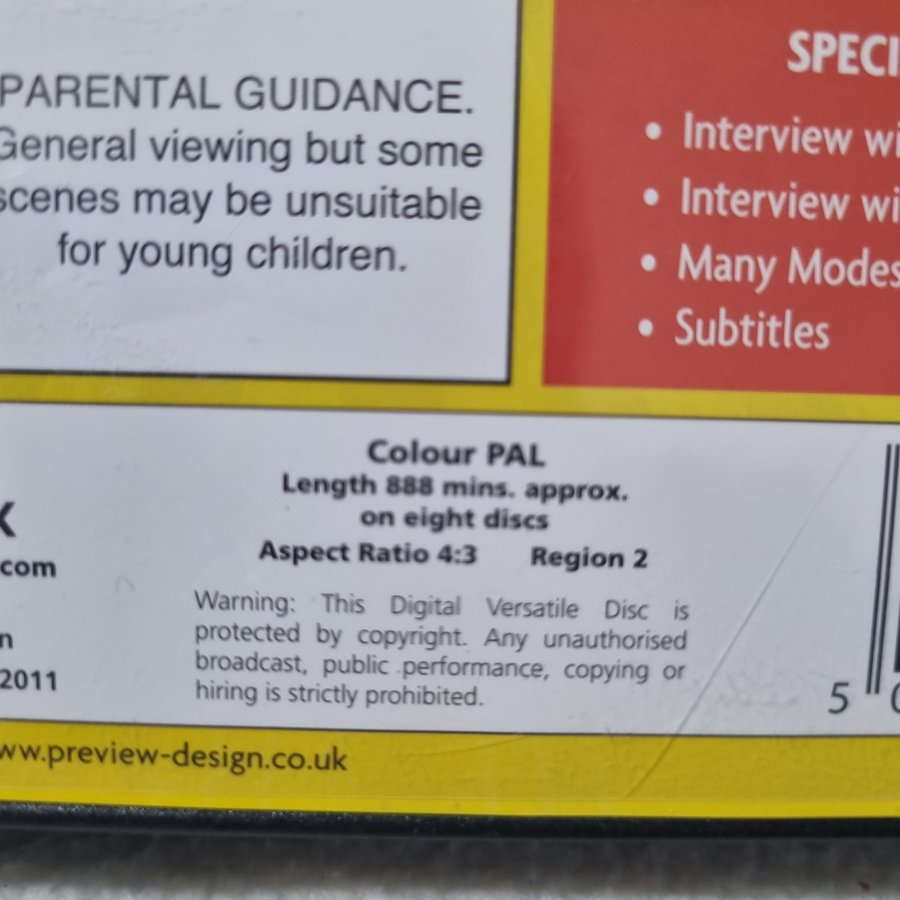 PARENTAL GUIDANCE.
General viewing but some
scenes may be unsuitable
for young children.
SPECI
• Interview wi
• Interview wi
• Many Modes
• Subtitles
Colour PAL
Length 888 mins. approx.
on eight discs
Aspect Ratio 4:3 Region 2
Warning: This Digital Versatile Disc is
protected by copyright. Any unauthorised
broadcast, public performance, copying or
hiring is strictly prohibited.
X
.com
n
2011
5 0
ww.preview-design.co.uk